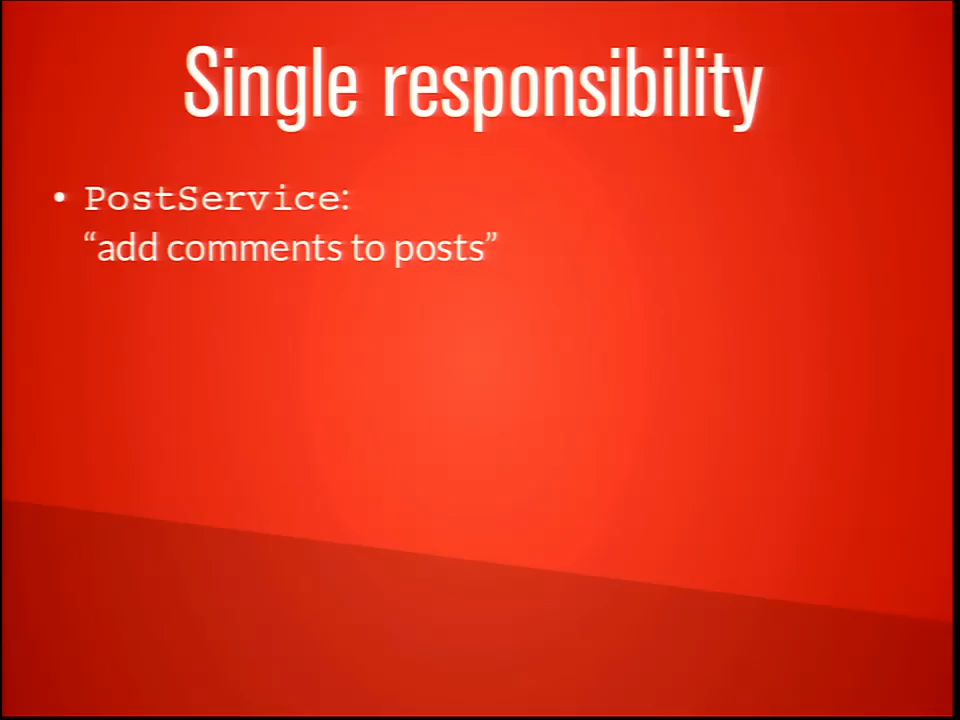 Single responsibility
• PostService:
“add comments to posts”